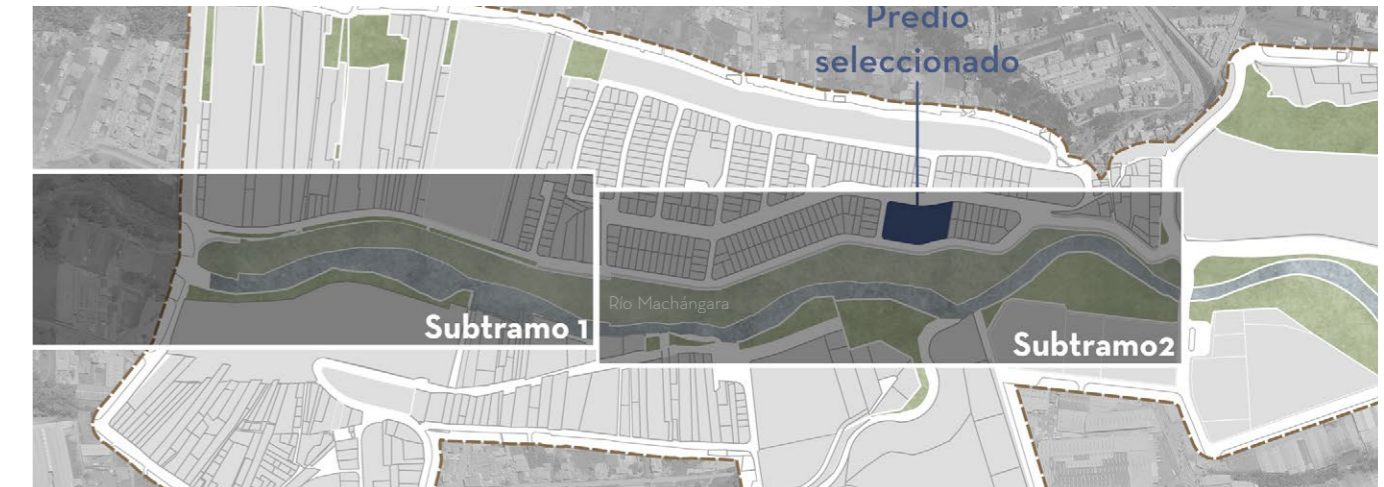 Predio
seleccionado
Río Machángara
Subtramo 1
Subtramo2